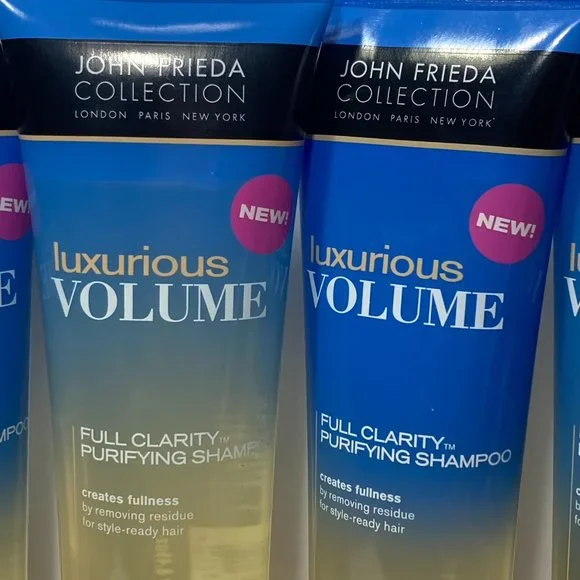 JOHN FRIEDA
COLLECTION
LONDON PARIS NEW YORK
NEW!
luxurious
VOLUME
FULL CLARITY™
PURIFYING SHAMP
creates fullness
by removing residue
for style-ready hair
JOHN FRIEDA
COLLECTION
LONDON PARIS NEW YORK
NEW!
luxurious
VOLUME
FULL CLARITY™
PURIFYING SHAMPOO
creates fullness
by removing residue
for style-ready hair